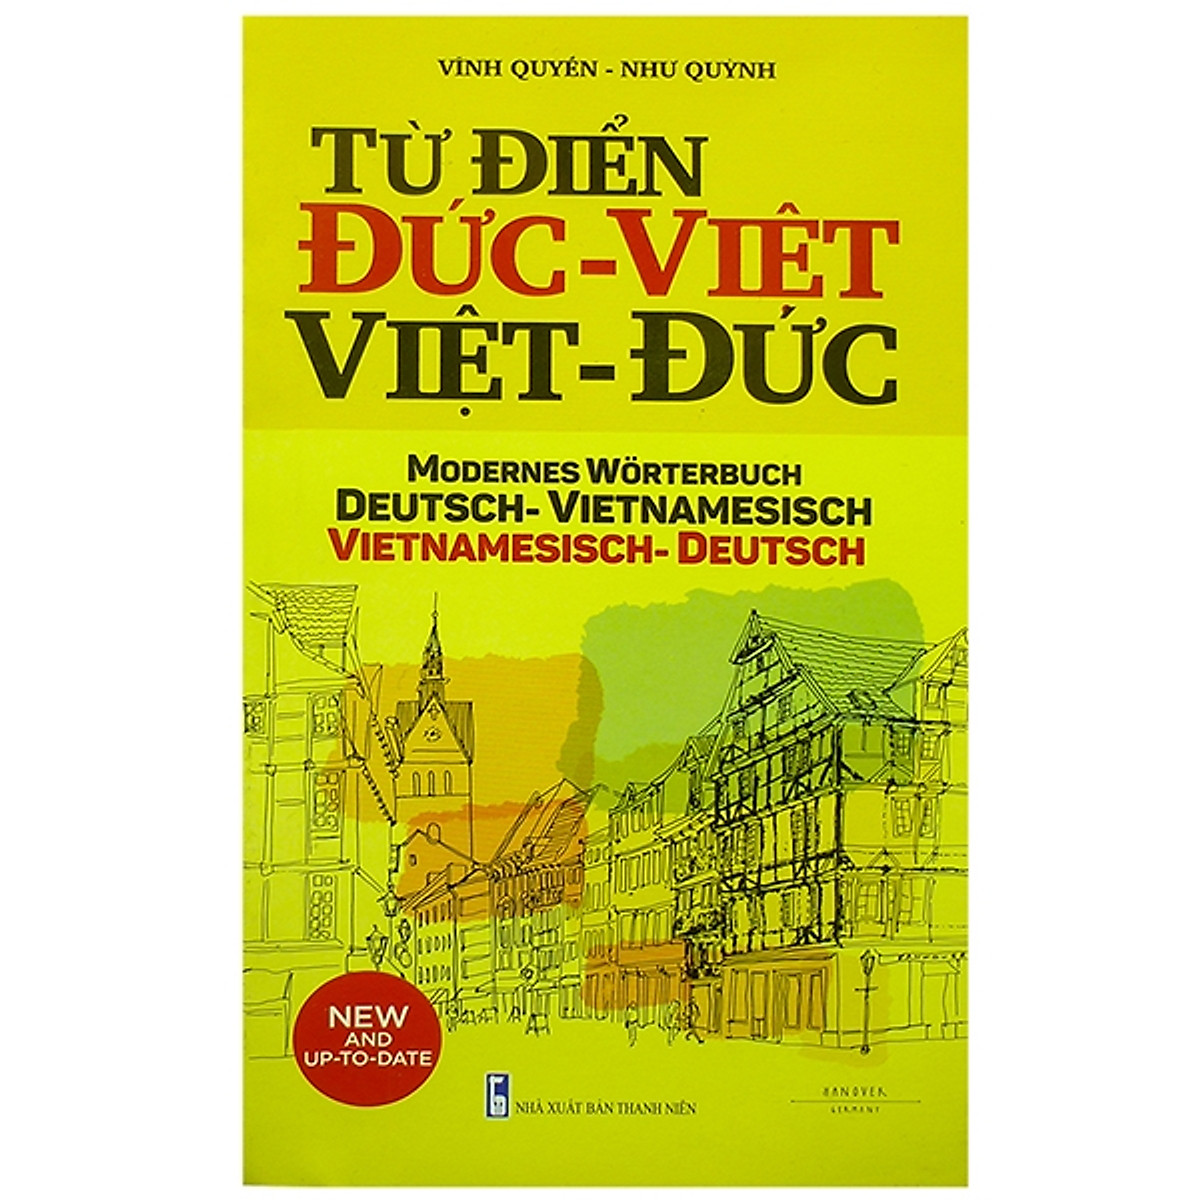 VĨNH QUYÊN - NHƯ QUỲNH
TỪ ĐIỂN
ĐỨC-VIỆT
VIỆT-ĐỨC
MODERNES WÖRTERBUCH
DEUTSCH- VIETNAMESISCH
VIETNAMESISCH- DEUTSCH
NEW
AND
UP-TO-DATE
NHÀ XUẤT BẢN THANH NIÊN
HANOVER
GERMANY